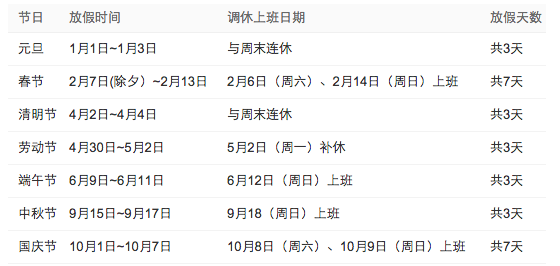 节日 放假时间 调休上班日期 放假天数
元旦 1月1日~1月3日 与周末连休 共3天
春节 2月7日(除夕）~2月13日 2月6日（周六）、2月14日（周日）上班 共7天
清明节 4月2日~4月4日 与周末连休 共3天
劳动节 4月30日~5月2日 5月2日（周一）补休 共3天
端午节 6月9日~6月11日 6月12日（周日）上班 共3天
中秋节 9月15日~9月17日 9月18（周日）上班 共3天
国庆节 10月1日~10月7日 10月8日（周六）、10月9日（周日）上班 共7天